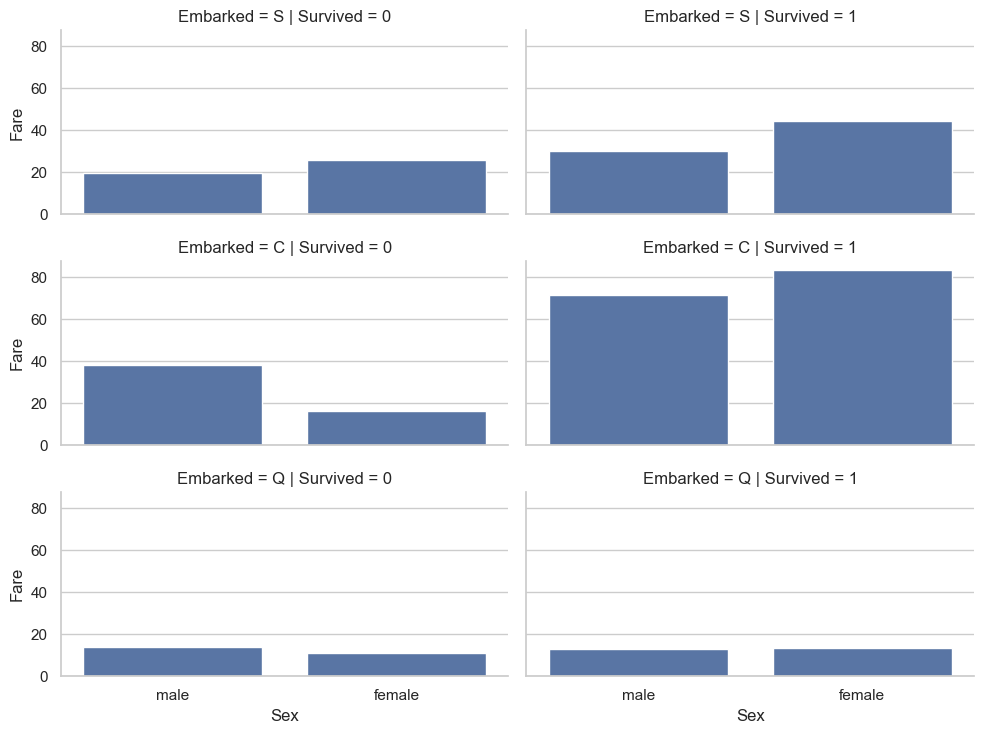 Embarked = S | Survived = 0
Embarked = S | Survived = 1
80
60
40
20
0
Fare
Embarked = C | Survived = 0
Embarked = C | Survived = 1
80
60
40
20
0
Fare
Embarked = Q | Survived = 0
Embarked = Q | Survived = 1
80
60
40
20
0
Fare
male
female
male
female
Sex
Sex